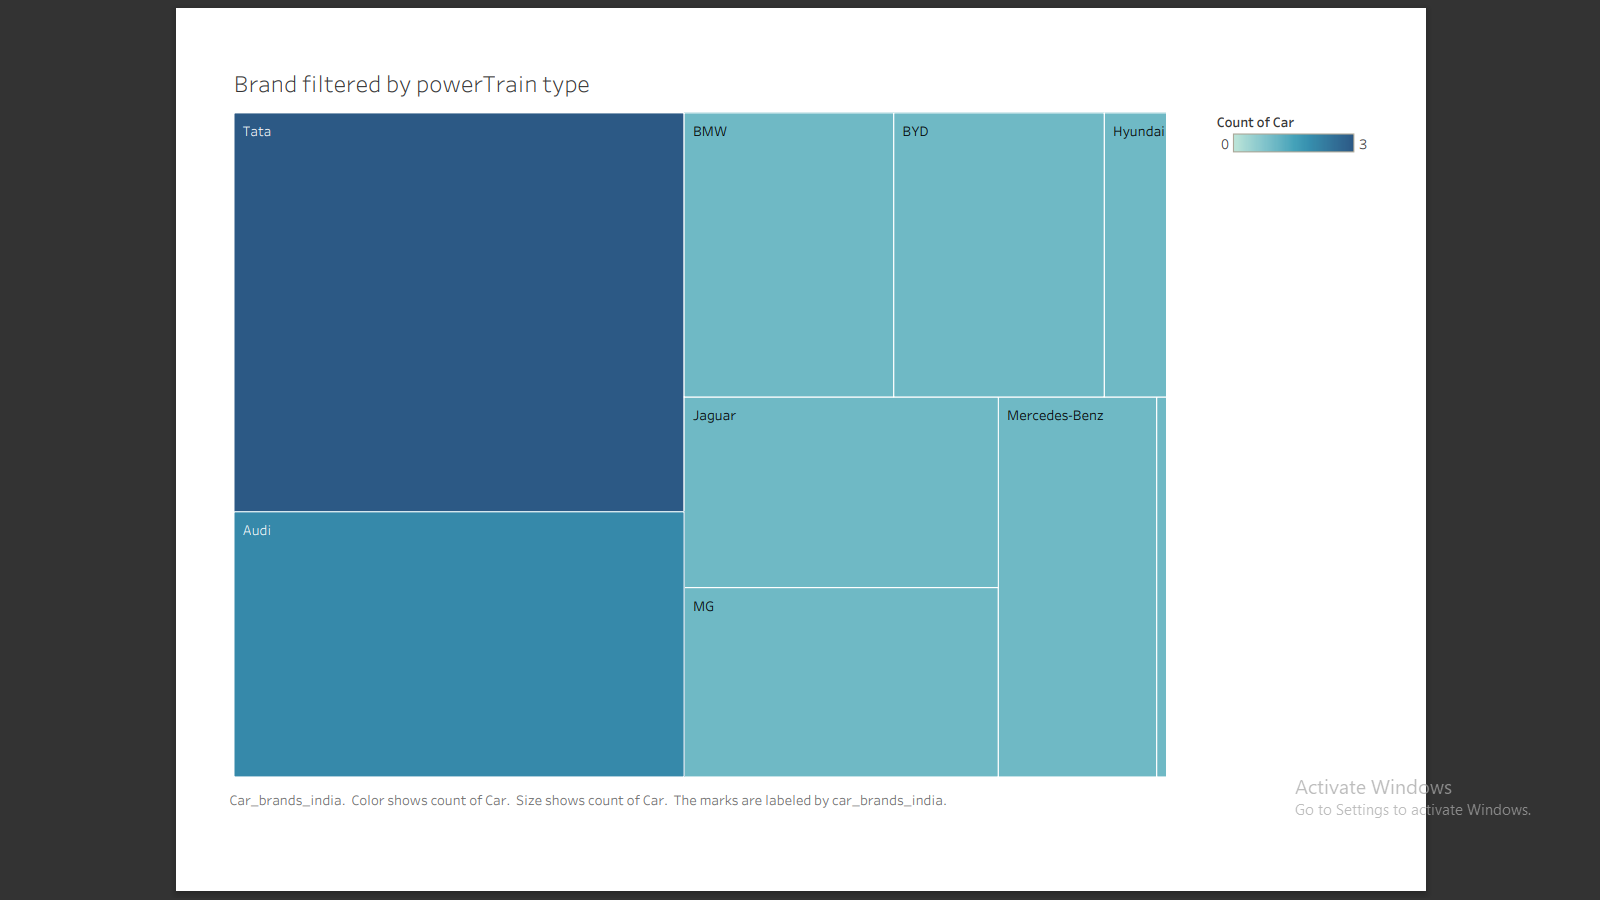 Brand filtered by powerTrain type
Tata
BMW
BYD
Hyundai
Count of Car
0 3
Jaguar
Mercedes-Benz
Audi
MG
Car_brands_india. Color shows count of Car. Size shows count of Car. The marks are labeled by car_brands_india.
Activate Windows
Go to Settings to activate Windows.